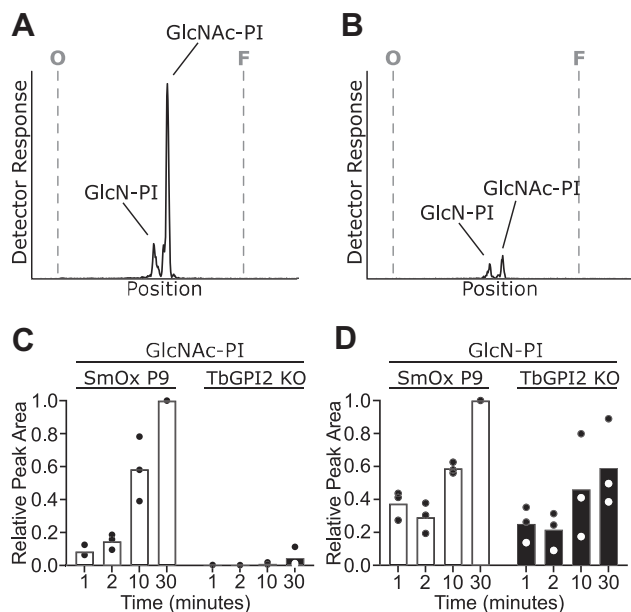 A
GlcNAc-PI
O
F
Detector Response
GlcN-PI
Position
B
O
F
Detector Response
GlcN-PI
GlcNAc-PI
Position
C
GlcNAc-PI
SmOx P9
TbGPI2 KO
Relative Peak Area
1.0
0.8
0.6
0.4
0.2
0.0
1 2 10 30 1 2 10 30
Time (minutes)
D
GlcN-PI
SmOx P9
TbGPI2 KO
Relative Peak Area
1.0
0.8
0.6
0.4
0.2
0.0
1 2 10 30 1 2 10 30
Time (minutes)